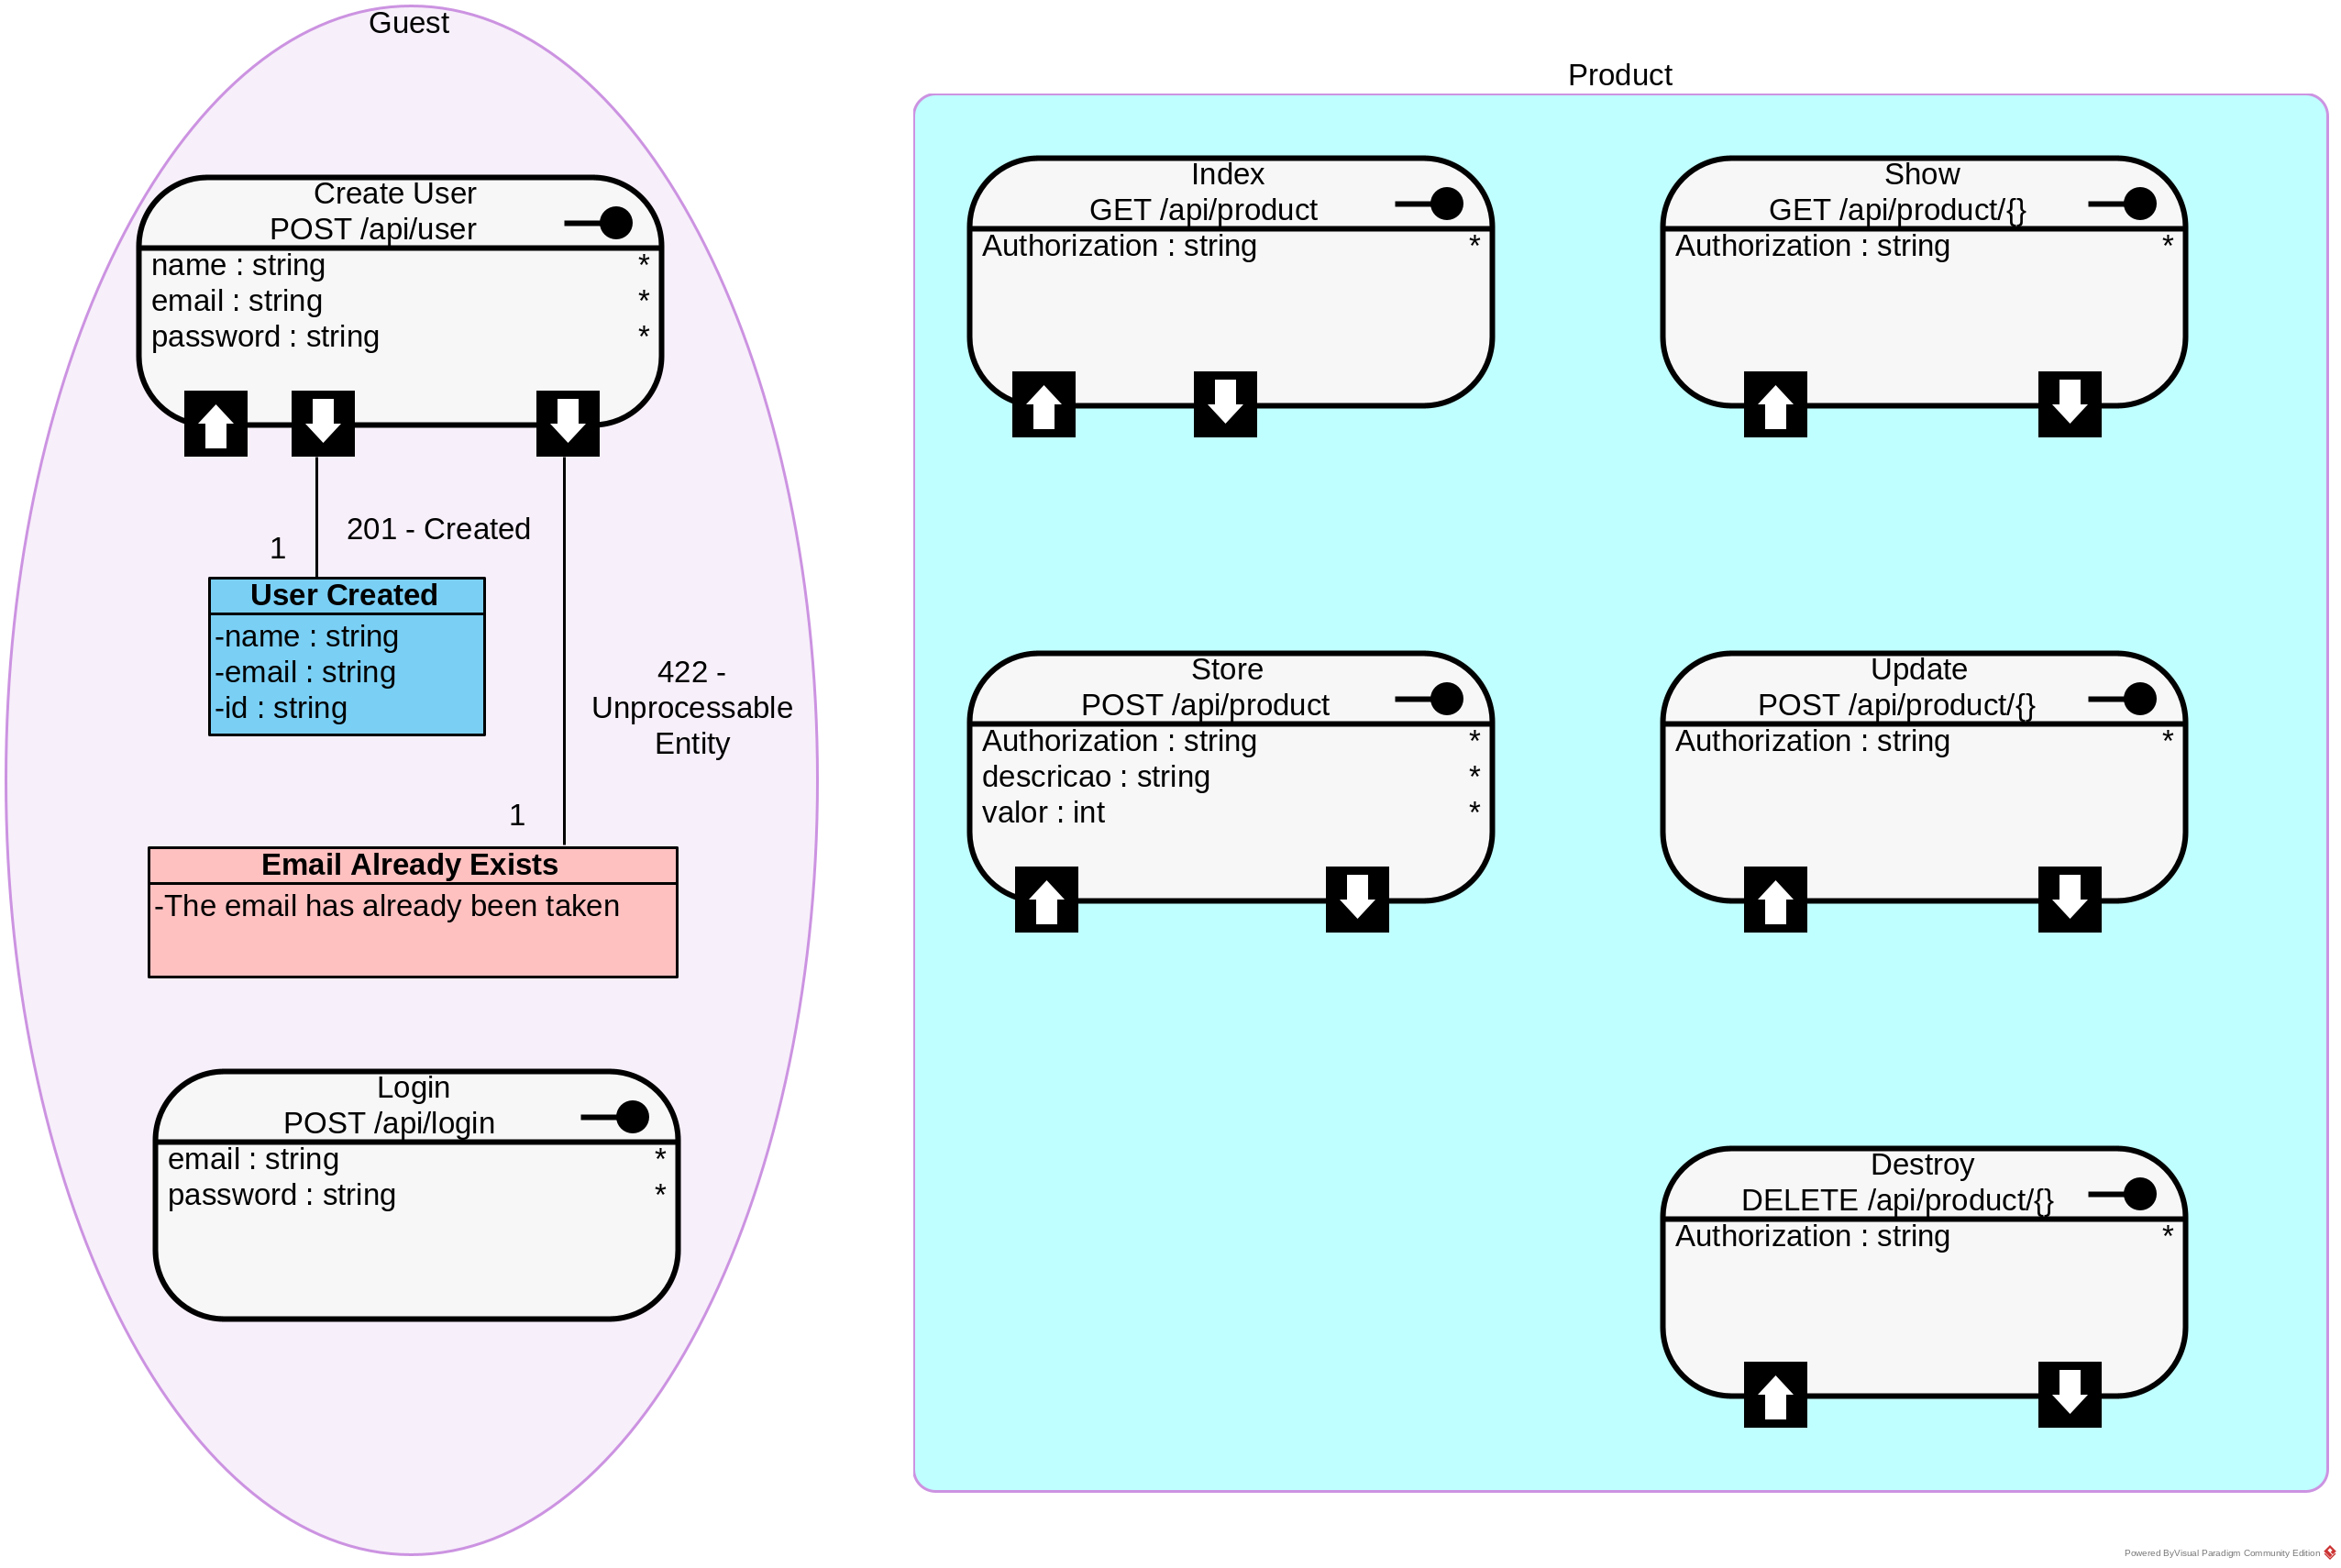 Guest
Create User
POST /api/user
name : string *
email : string *
password : string *
1
201 - Created
User Created
-name : string
-email : string
-id : string
422 -
Unprocessable
Entity
1
Email Already Exists
-The email has already been taken
Login
POST /api/login
email : string *
password : string *
Product
Index
GET /api/product
Authorization : string *
Show
GET /api/product/{}
Authorization : string *
Store
POST /api/product
Authorization : string *
descricao : string *
valor : int *
Update
POST /api/product/{}
Authorization : string *
Destroy
DELETE /api/product/{}
Authorization : string *
Powered ByVisual Paradigm Community Edition